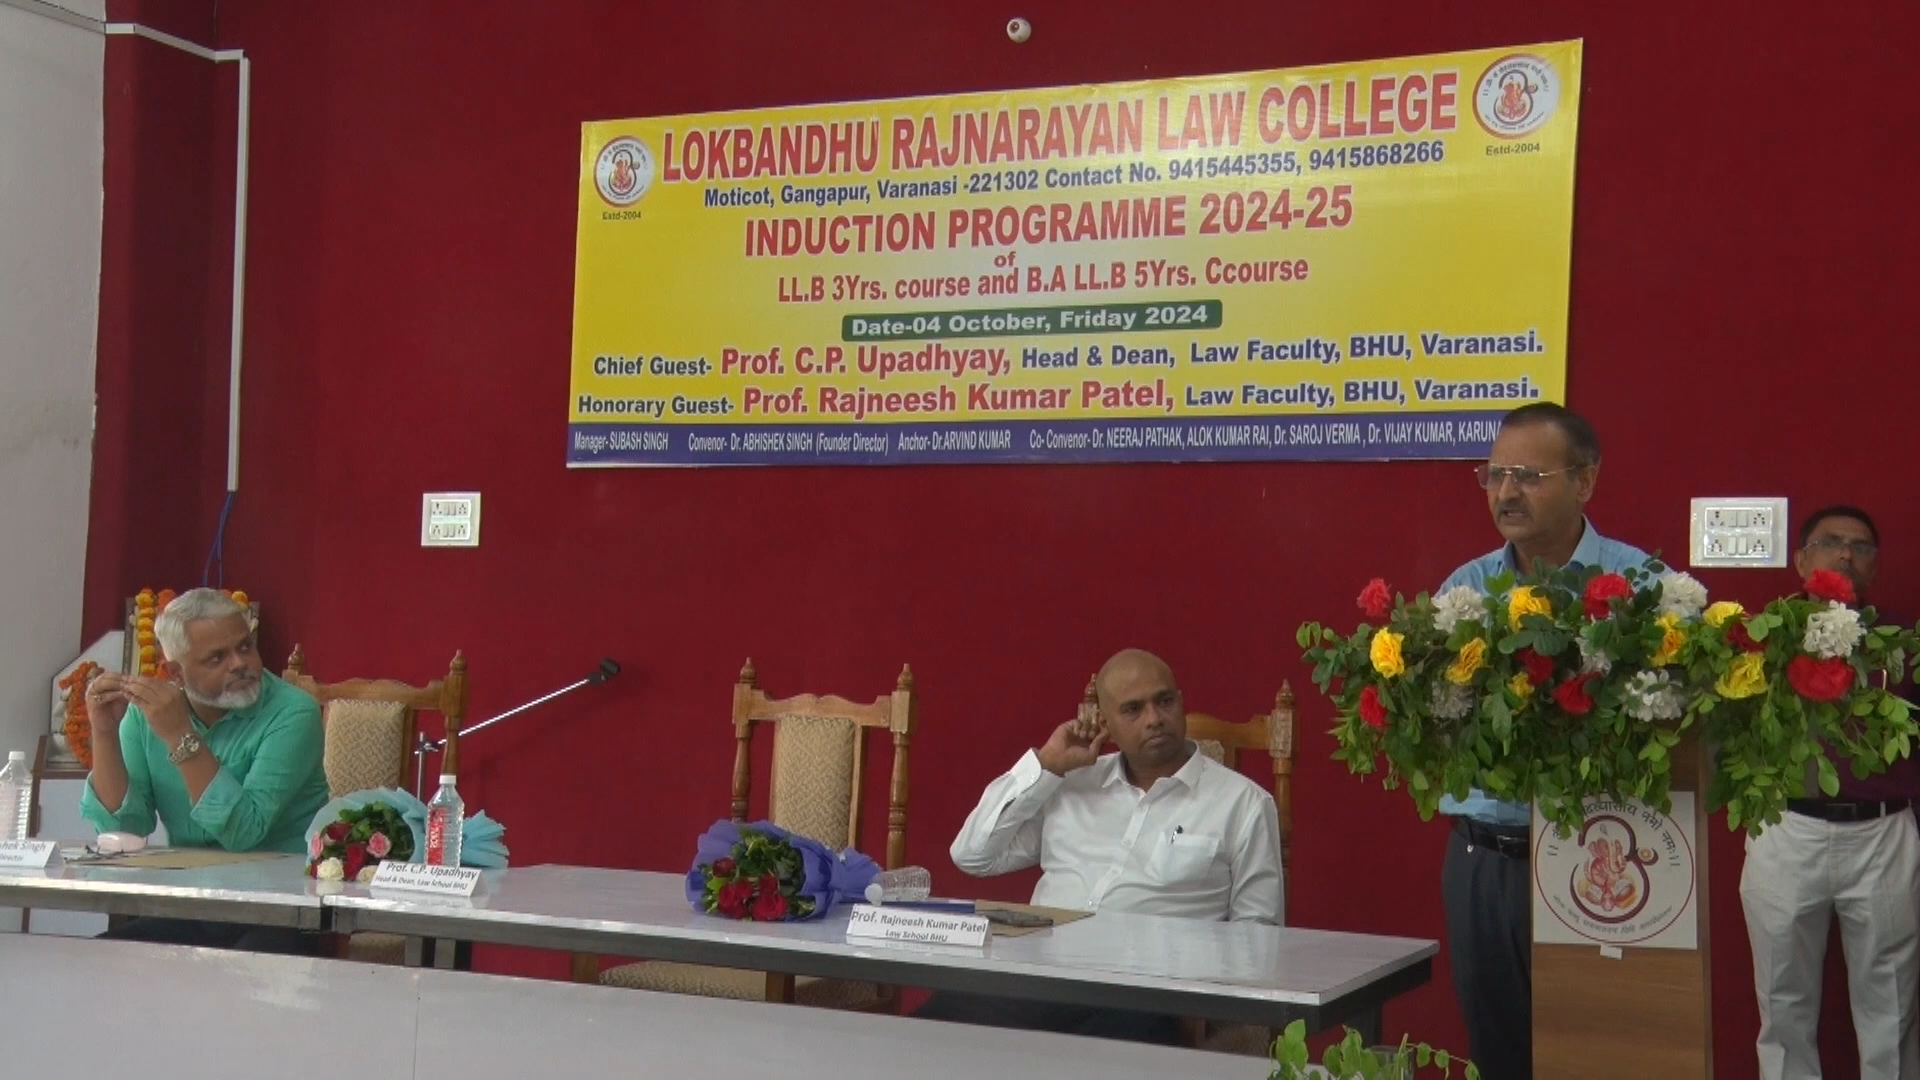 LOKBANDHU RAJNARAYAN LAW COLLEGE
Moticot, Gangapur, Varanasi -221302 Contact No. 9415445355, 9415868266
Estd-2004
Estd-2004
INDUCTION PROGRAMME 2024-25
of
LL.B 3Yrs. course and B.A LL.B 5Yrs. Ccourse
Date-04 October, Friday 2024
Chief Guest- Prof. C.P. Upadhyay, Head & Dean, Law Faculty, BHU, Varanasi.
Honorary Guest- Prof. Rajneesh Kumar Patel, Law Faculty, BHU, Varanasi.
Manager- SUBASH SINGH Convenor- Dr. ABHISHEK SINGH (Founder Director) Anchor- Dr.ARVIND KUMAR Co- Convenor- Dr. NEERAJ PATHAK, ALOK KUMAR RAI, Dr. SAROJ VERMA , Dr. VIJAY KUMAR, KARUNA
Singh
Prof. C.P. Upadhyay
Head & Dean, Law School BHU
Prof. Rajneesh Kumar Patel
Law School BHU